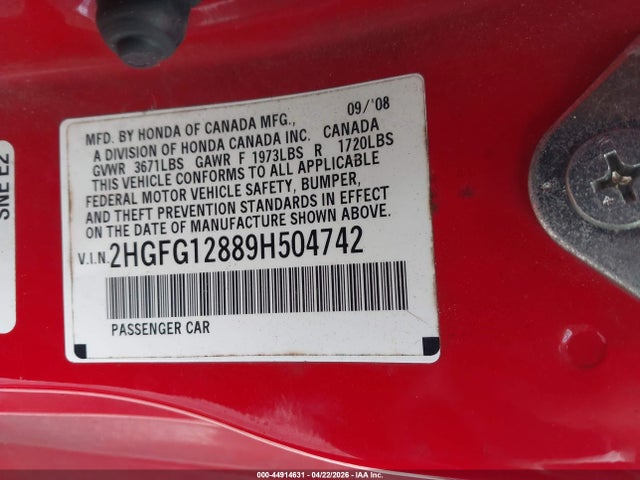 09/'08
MFD. BY HONDA OF CANADA MFG., CANADA
A DIVISION OF HONDA CANADA INC.
GVWR 3671LBS GAWR F 1973LBS R 1720LBS
THIS VEHICLE CONFORMS TO ALL APPLICABLE
FEDERAL MOTOR VEHICLE SAFETY, BUMPER,
AND THEFT PREVENTION STANDARDS IN EFFECT
ON THE DATE OF MANUFACTURE SHOWN ABOVE.
V.I.N. 2HGFG12889H504742
PASSENGER CAR
SNE E2
000-44914631 - 04/22/2026 - IAA Inc.